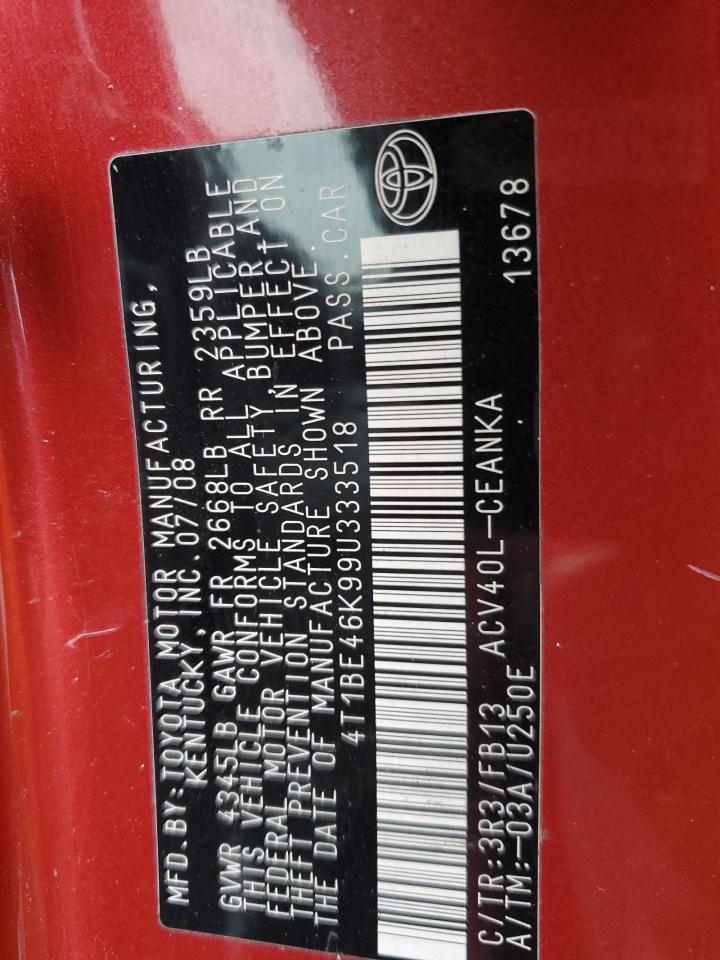 MFD.BY:TOYOTA MOTOR MANUFACTURING,
KENTUCKY, INC.07/08
GVWR 4345LB GAWR FR 2668LB RR 2359LB
THIS VEHICLE CONFORMS TO ALL APPLICABLE
FEDERAL MOTOR VEHICLE SAFETY, BUMPER, AND
THEFT PREVENTION STANDARDS IN EFFECT ON
THE DATE OF MANUFACTURE SHOWN ABOVE.
4T1BE46K99U333518 PASS.CAR
C/TR:3R3/FB13 ACV40L-CEANKA 13678
A/TM:-03A/U250E